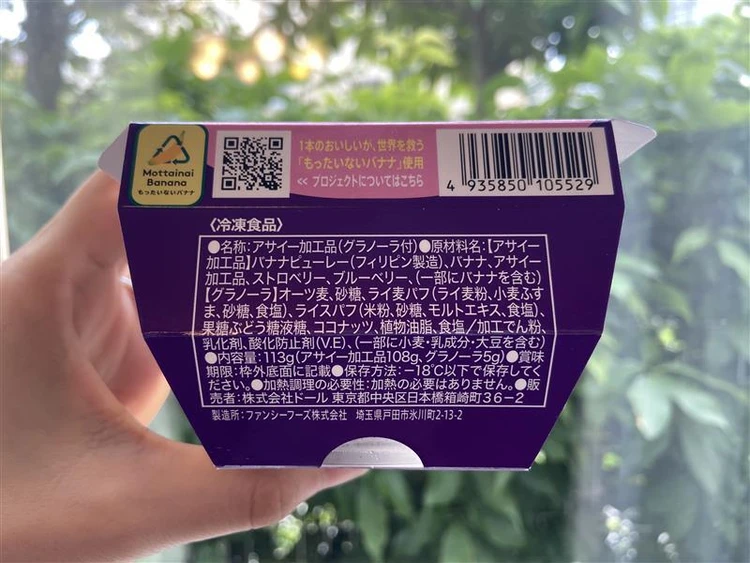 Mottainai
Banana
もったいないバナナ
1本のおいしいが、世界を救う
「もったいないバナナ」使用
<< プロジェクトについてはこちら
4 935850 105529
〈冷凍食品〉
●名称:アサイー加工品(グラノーラ付)●原材料名:【アサイー
加工品】バナナピューレー(フィリピン製造)、バナナ、アサイー
加工品、ストロベリー、ブルーベリー、(一部にバナナを含む)
【グラノーラ】オーツ麦、砂糖、ライ麦パフ(ライ麦粉、小麦ふす
ま、砂糖、食塩)、ライスパフ(米粉、砂糖、モルトエキス、食塩)、
果糖ぶどう糖液糖、ココナッツ、植物油脂、食塩/加工でん粉、
乳化剤、酸化防止剤(V.E)、(一部に小麦・乳成分・大豆を含む)
●内容量:113g(アサイー加工品108g、グラノーラ5g)●賞味
期限:枠外底面に記載●保存方法:-18℃以下で保存してく
ださい。●加熱調理の必要性:加熱の必要はありません。●販
売者:株式会社ドール 東京都中央区日本橋箱崎町36-2
製造所:ファンシーフーズ株式会社 埼玉県戸田市氷川町2-13-2